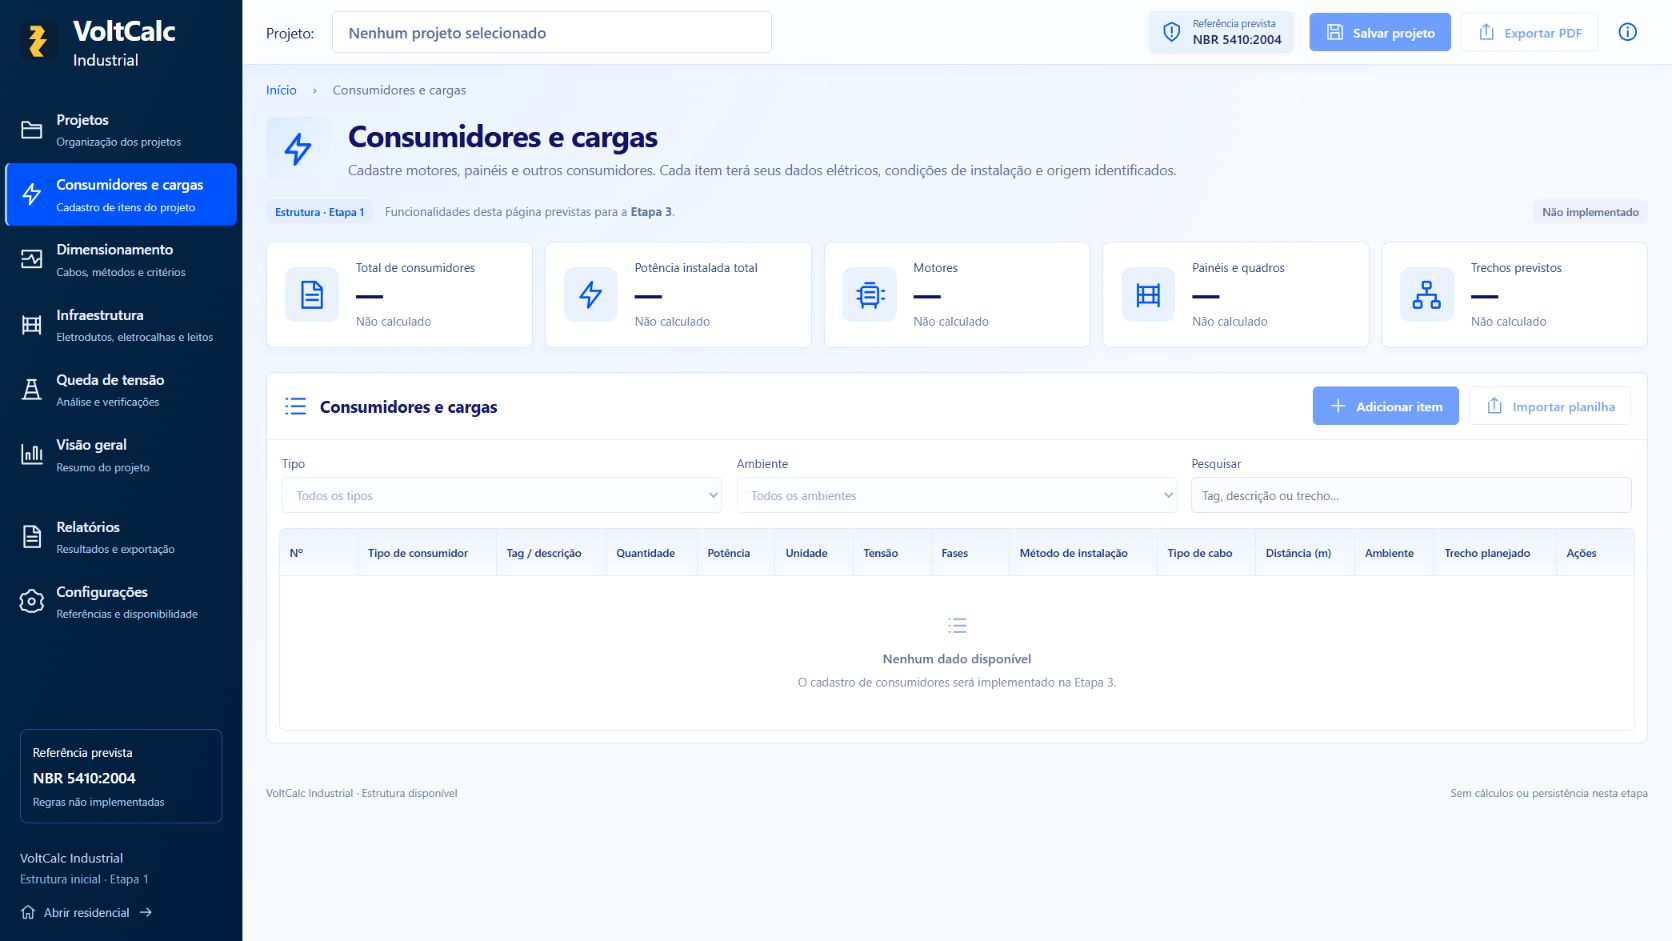 VoltCalc
Industrial
Projetos
Organização dos projetos
Consumidores e cargas
Cadastro de itens do projeto
Dimensionamento
Cabos, métodos e critérios
Infraestrutura
Eletrodutos, eletrocalhas e leitos
Queda de tensão
Análise e verificações
Visão geral
Resumo do projeto
Relatórios
Resultados e exportação
Configurações
Referências e disponibilidade
Referência prevista
NBR 5410:2004
Regras não implementadas
VoltCalc Industrial
Estrutura inicial · Etapa 1
Abrir residencial →
Projeto: Nenhum projeto selecionado
Referência prevista
NBR 5410:2004
Salvar projeto
Exportar PDF
Início › Consumidores e cargas
Consumidores e cargas
Cadastre motores, painéis e outros consumidores. Cada item terá seus dados elétricos, condições de instalação e origem identificados.
Estrutura · Etapa 1 Funcionalidades desta página previstas para a Etapa 3. Não implementado
Total de consumidores
—
Não calculado
Potência instalada total
—
Não calculado
Motores
—
Não calculado
Painéis e quadros
—
Não calculado
Trechos previstos
—
Não calculado
Consumidores e cargas
+ Adicionar item
Importar planilha
Tipo
Todos os tipos
Ambiente
Todos os ambientes
Pesquisar
Tag, descrição ou trecho...
Nº Tipo de consumidor Tag / descrição Quantidade Potência Unidade Tensão Fases Método de instalação Tipo de cabo Distância (m) Ambiente Trecho planejado Ações
Nenhum dado disponível
O cadastro de consumidores será implementado na Etapa 3.
VoltCalc Industrial · Estrutura disponível
Sem cálculos ou persistência nesta etapa